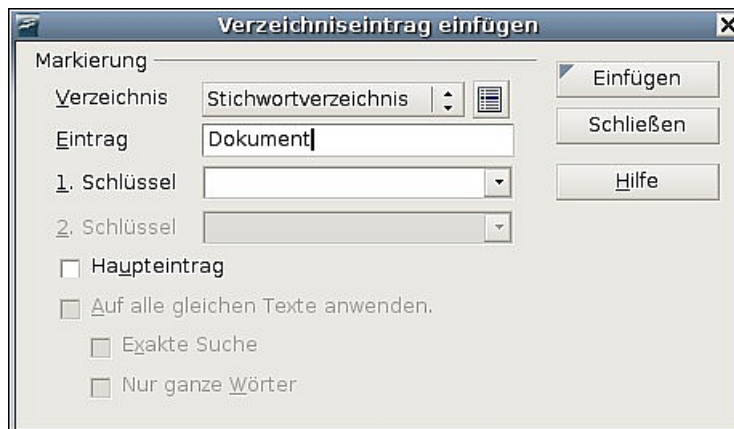 Verzeichniseintrag einfügen
Markierung
Verzeichnis Stichwortverzeichnis
Eintrag Dokument
1. Schlüssel
2. Schlüssel
Haupteintrag
Auf alle gleichen Texte anwenden.
Exakte Suche
Nur ganze Wörter
Einfügen
Schließen
Hilfe